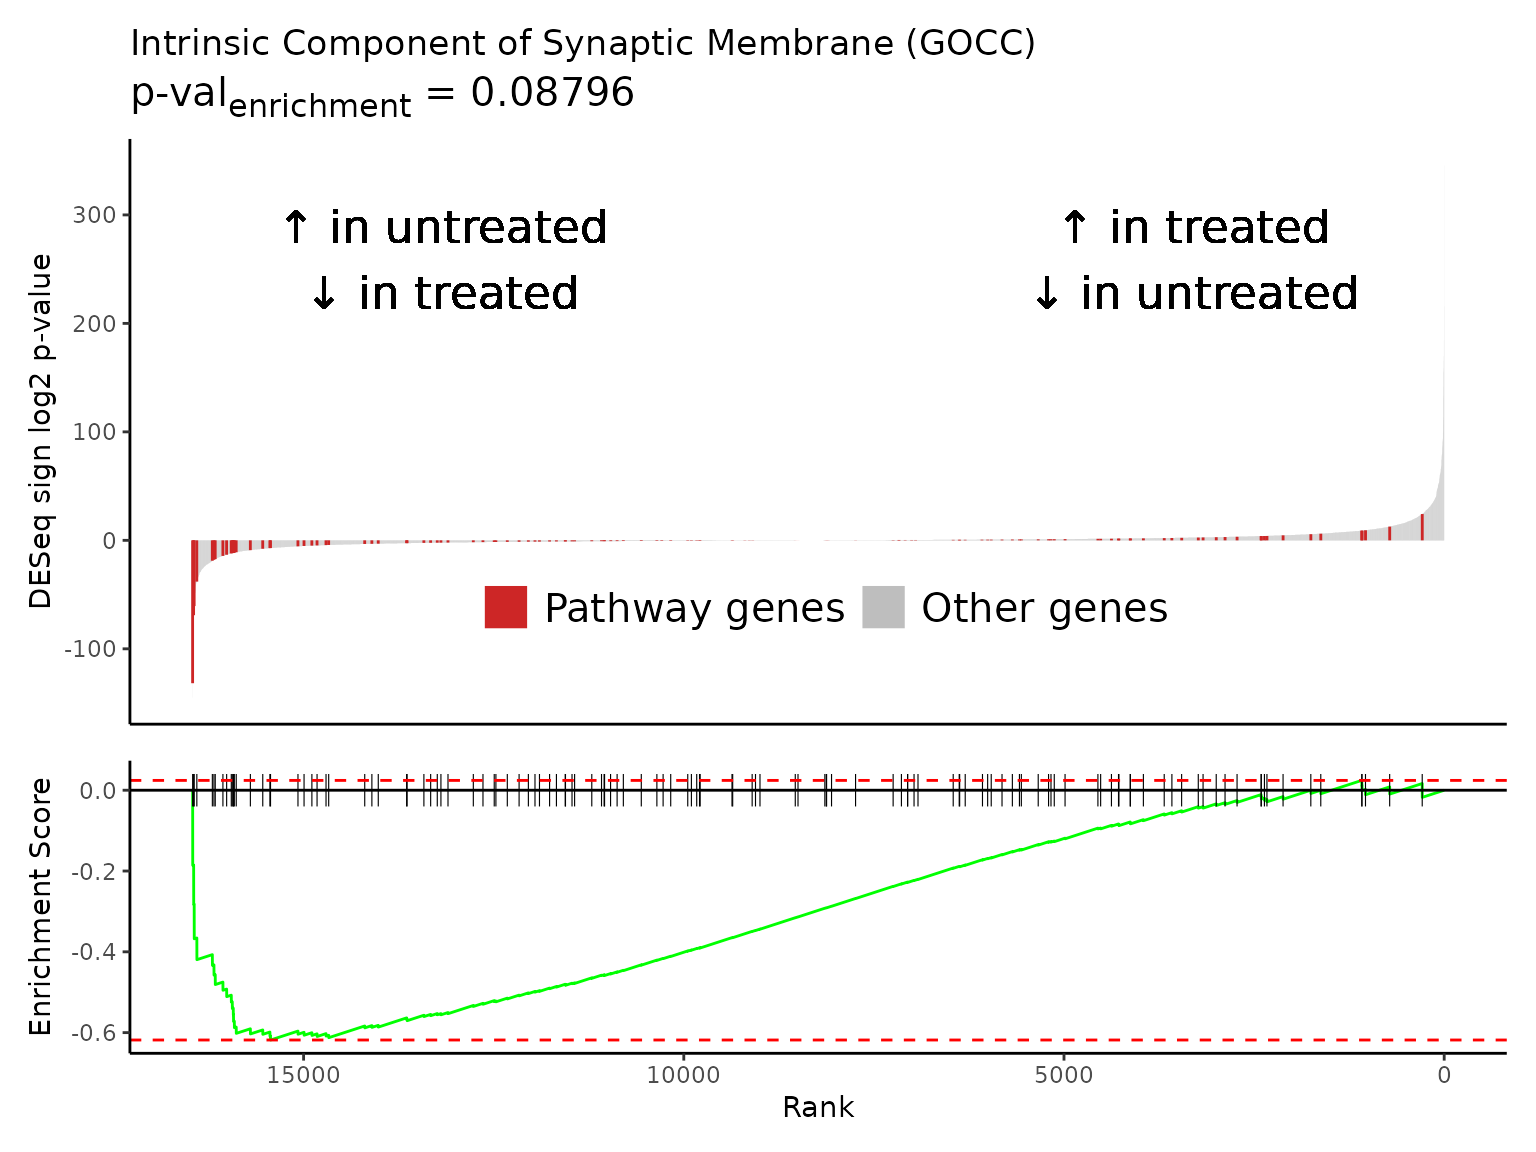 Intrinsic Component of Synaptic Membrane (GOCC)
p-val enrichment = 0.08796
DESeq sign log2 p-value
300
200
100
0
-100
↑ in untreated
↓ in treated
↑ in treated
↓ in untreated
Pathway genes
Other genes
Enrichment Score
0.0
-0.2
-0.4
-0.6
15000
10000
5000
0
Rank